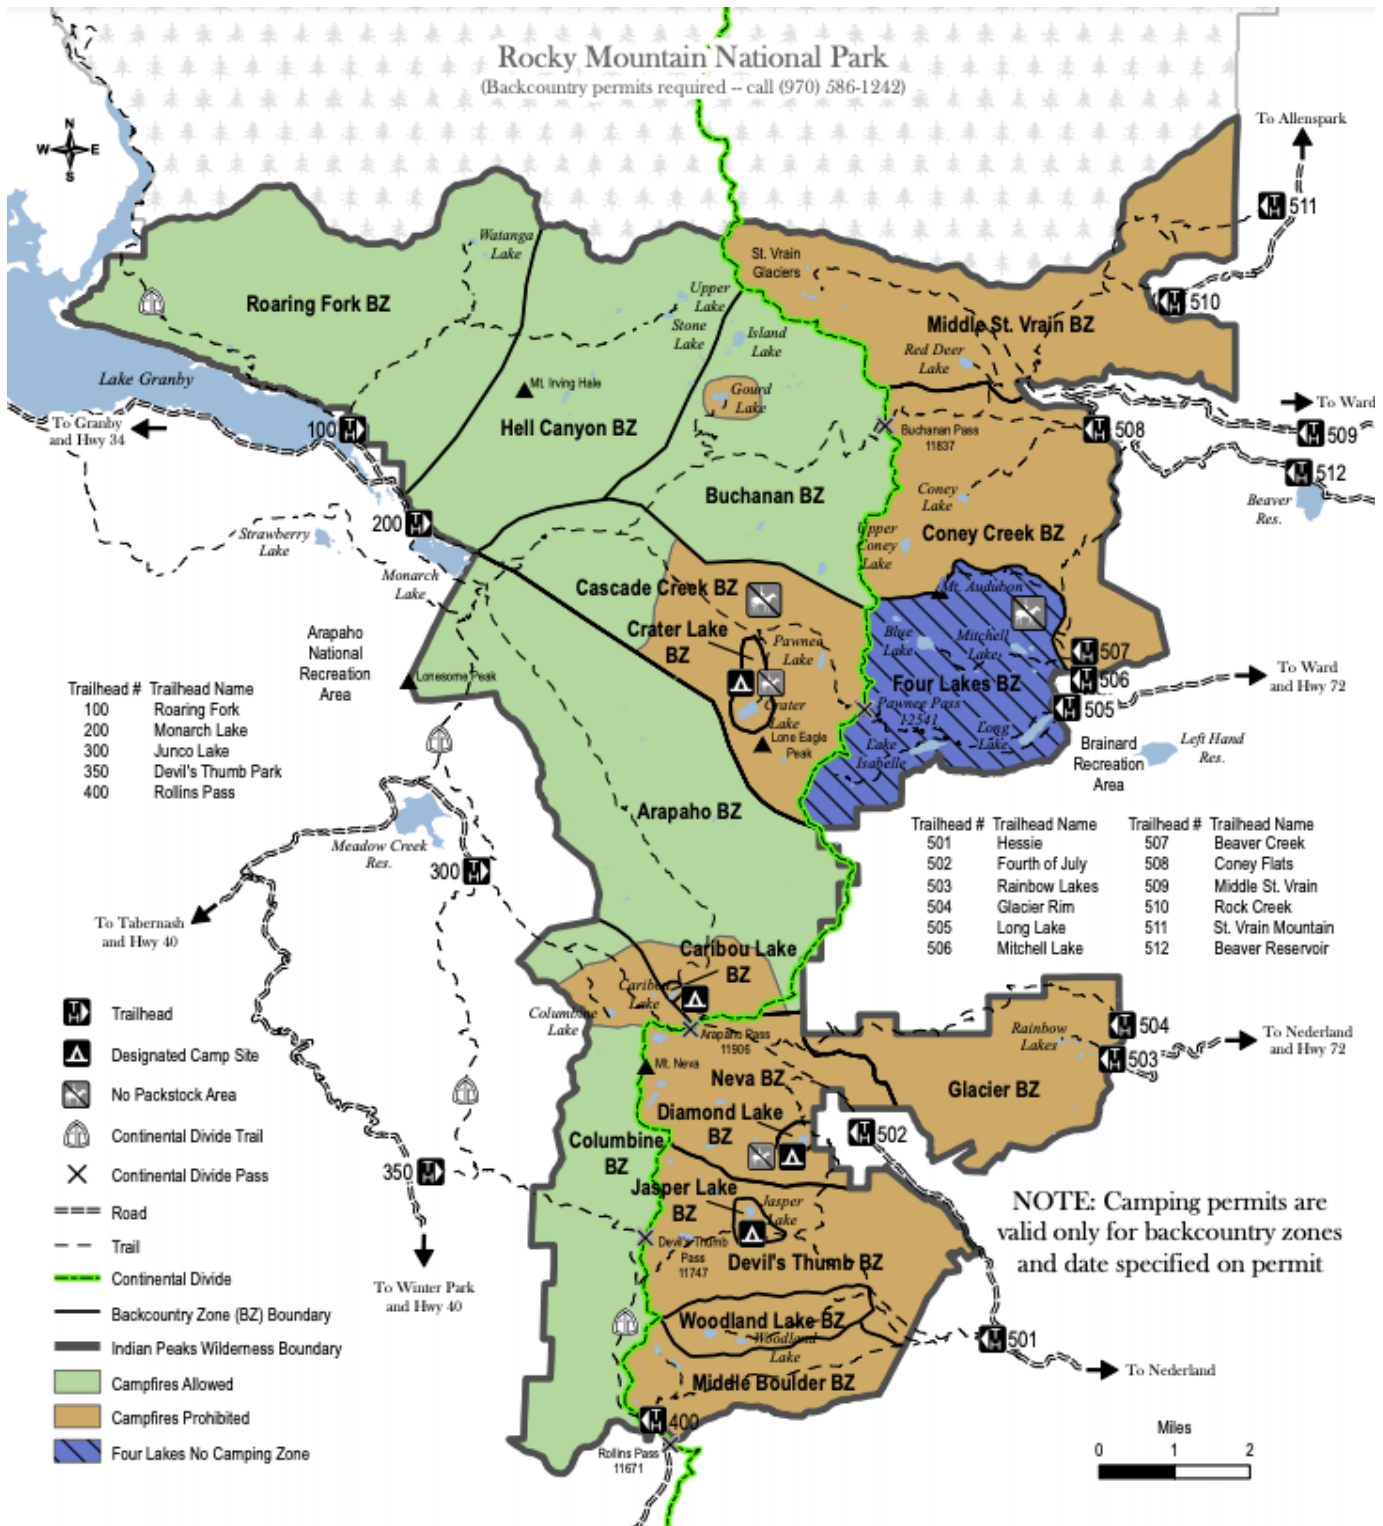 Rocky Mountain National Park
(Backcountry permits required -- call (970) 586-1242)
To Allenspark
N
W E
S
511
Watanga
Lake
St. Vrain
Glaciers
Roaring Fork BZ
Upper
Lake
510
Stone
Lake
Island
Lake
Middle St. Vrain BZ
Red Deer
Lake
Lake Granby
Mt. Irving Hale
Gourd
Lake
To Granby
and Hwy 34
100
Hell Canyon BZ
Buchanan Pass
11837
508
To Ward
509
512
Beaver
Res.
Buchanan BZ
Coney
Lake
200
Strawberry
Lake
Upper
Coney
Lake
Coney Creek BZ
Monarch
Lake
Cascade Creek BZ
Mt. Audubon
Crater Lake
BZ
Pawnee
Lake
Blue
Lake
Mitchell
Lake
507
Arapaho
National
Recreation
Area
Lonesome Peak
506
To Ward
and Hwy 72
Four Lakes BZ
Pawnee Pass
12541
505
Crater
Lake
Lone Eagle
Peak
Lake
Isabelle
Long
Lake
Brainard
Recreation
Area
Left Hand
Res.
Trailhead # Trailhead Name
100 Roaring Fork
200 Monarch Lake
300 Junco Lake
350 Devil's Thumb Park
400 Rollins Pass
Arapaho BZ
Trailhead # Trailhead Name Trailhead # Trailhead Name
501 Hessie 507 Beaver Creek
502 Fourth of July 508 Coney Flats
503 Rainbow Lakes 509 Middle St. Vrain
504 Glacier Rim 510 Rock Creek
505 Long Lake 511 St. Vrain Mountain
506 Mitchell Lake 512 Beaver Reservoir
Meadow Creek
Res.
300
To Tabernash
and Hwy 40
Caribou Lake
BZ
Caribou
Lake
Columbine
Lake
Arapaho Pass
11906
Rainbow
Lakes
504
503
To Nederland
and Hwy 72
Mt. Neva
Neva BZ
Glacier BZ
Diamond Lake
BZ
502
Columbine
BZ
350
Jasper Lake
BZ
Jasper
Lake
Devil's Thumb
Pass
11747
Devil's Thumb BZ
NOTE: Camping permits are
valid only for backcountry zones
and date specified on permit
To Winter Park
and Hwy 40
Woodland Lake BZ
Woodland
Lake
501
To Nederland
Middle Boulder BZ
400
Rollins Pass
11671
Trailhead
Designated Camp Site
No Packstock Area
Continental Divide Trail
Continental Divide Pass
Road
Trail
Continental Divide
Backcountry Zone (BZ) Boundary
Indian Peaks Wilderness Boundary
Campfires Allowed
Campfires Prohibited
Four Lakes No Camping Zone
Miles
0 1 2